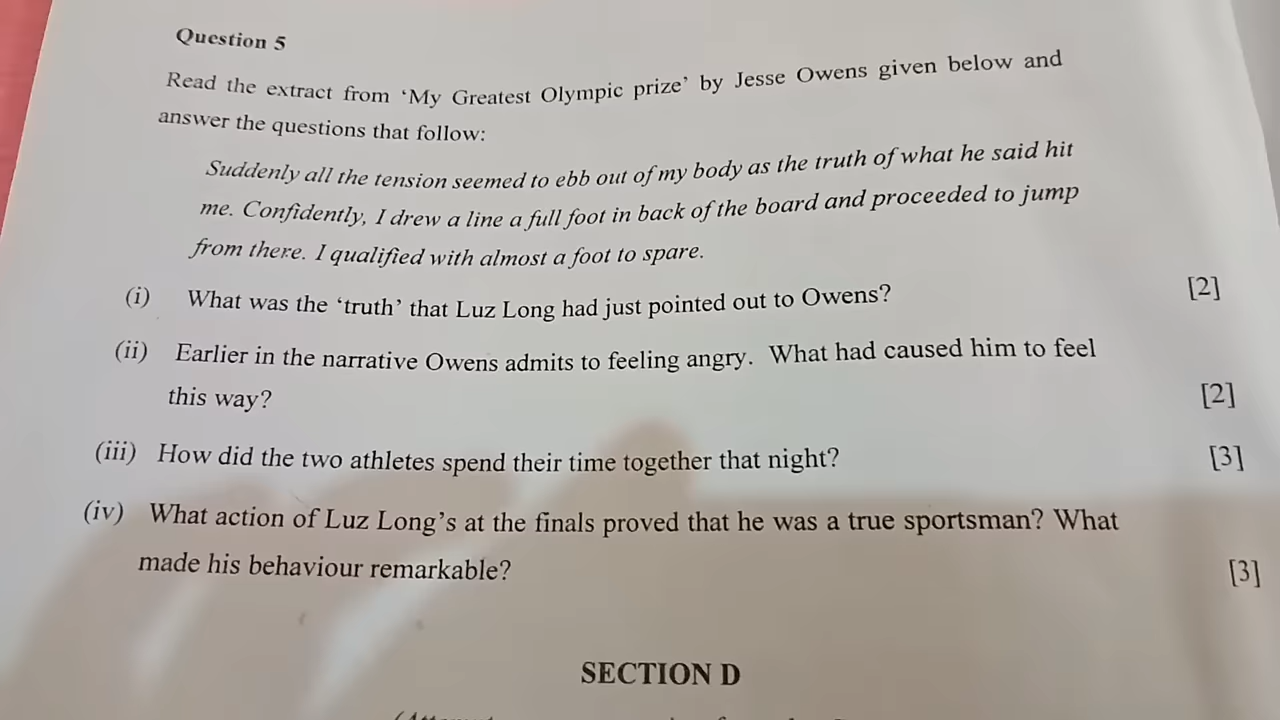 Question 5
Read the extract from ‘My Greatest Olympic prize’ by Jesse Owens given below and
answer the questions that follow:
Suddenly all the tension seemed to ebb out of my body as the truth of what he said hit
me. Confidently, I drew a line a full foot in back of the board and proceeded to jump
from there. I qualified with almost a foot to spare.
(i) What was the ‘truth’ that Luz Long had just pointed out to Owens? [2]
(ii) Earlier in the narrative Owens admits to feeling angry. What had caused him to feel
this way? [2]
(iii) How did the two athletes spend their time together that night? [3]
(iv) What action of Luz Long’s at the finals proved that he was a true sportsman? What
made his behaviour remarkable? [3]
SECTION D